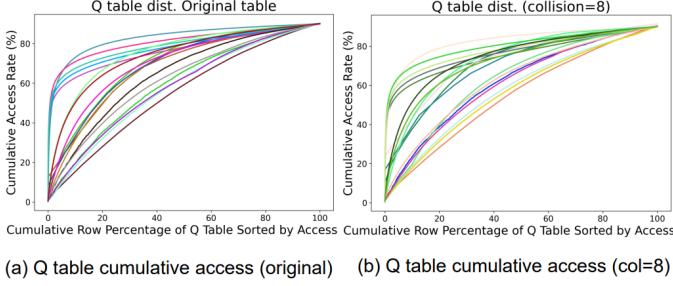 Q table dist. Original table
Cumulative Access Rate (%)
80
60
40
20
0
0 20 40 60 80 100
Cumulative Row Percentage of Q Table Sorted by Access
(a) Q table cumulative access (original)
Q table dist. (collision=8)
Cumulative Access Rate (%)
80
60
40
20
0
0 20 40 60 80 100
Cumulative Row Percentage of Q Table Sorted by Access
(b) Q table cumulative access (col=8)